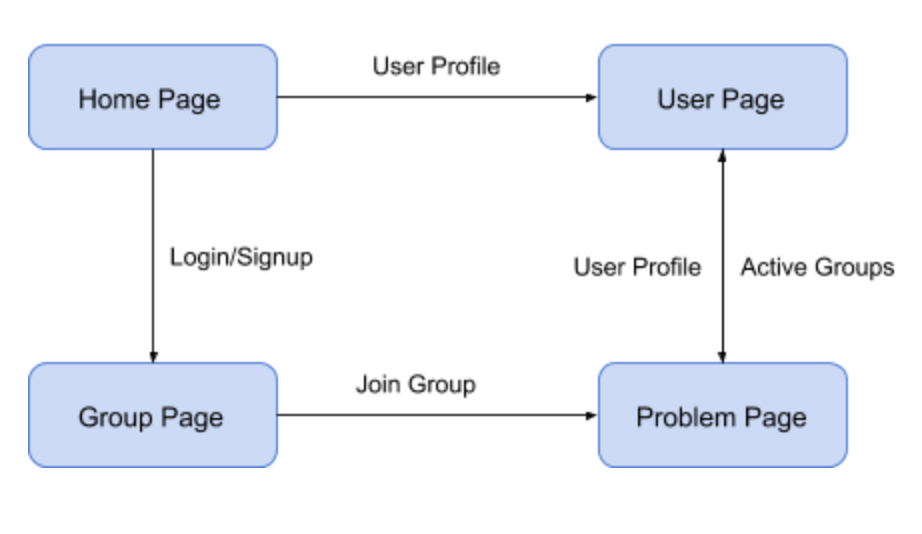 User Profile
Home Page
User Page
Login/Signup
User Profile
Active Groups
Join Group
Group Page
Problem Page